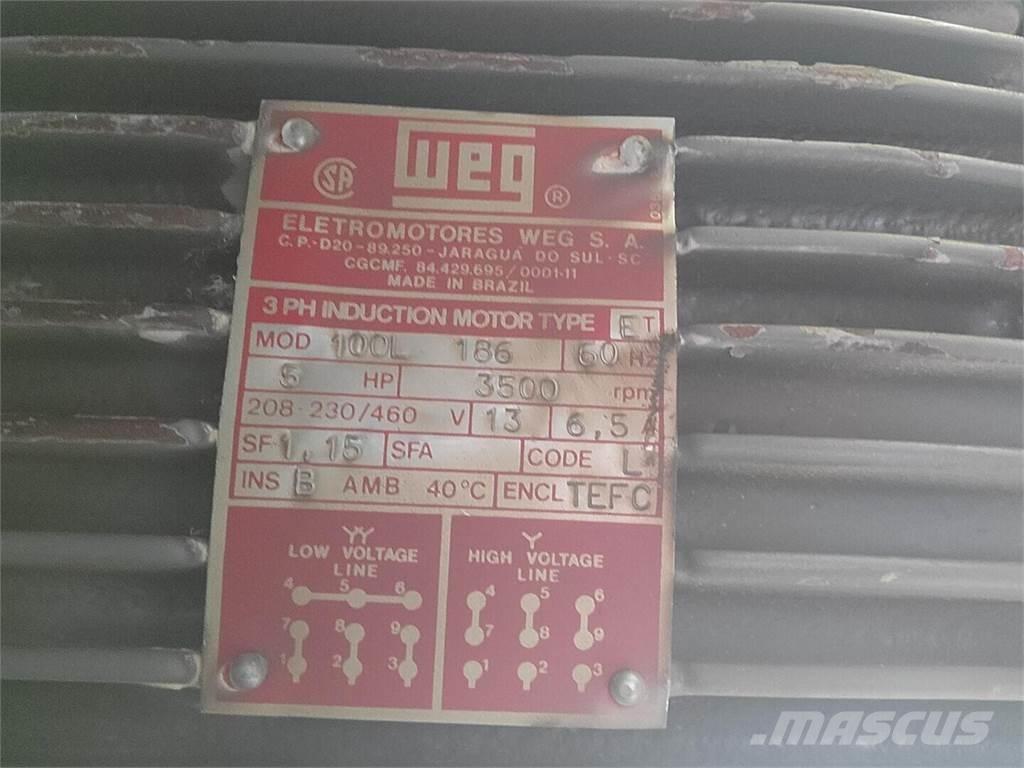 SA
weg ®
ELETROMOTORES WEG S. A.
C.P.-D20-89.250-JARAGUA DO SUL-SC
CGCMF. 84.429.695/0001-11
MADE IN BRAZIL
3 PH INDUCTION MOTOR TYPE ET
MOD 100L 186 60 Hz
5 HP 3500 rpm
208-230/460 V 13 6,5 A
SF 1,15 SFA CODE L
INS B AMB 40°C ENCL TEFC
YY Y
LOW VOLTAGE HIGH VOLTAGE
LINE LINE
4 5 6 4 5 6
7 8 9 7 8 9
1 2 3 1 2 3
MASCUS